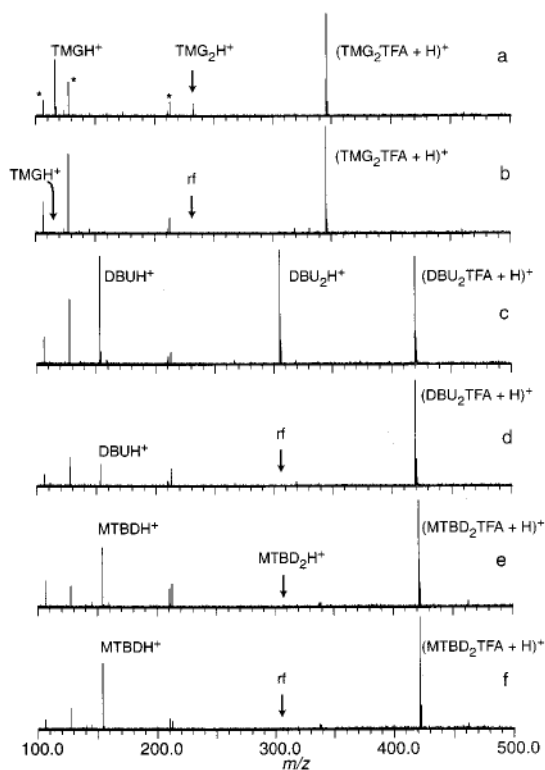 TMGH⁺ TMG₂H⁺ (TMG₂TFA + H)⁺ a
* * *
TMGH⁺ rf (TMG₂TFA + H)⁺ b
DBUH⁺ DBU₂H⁺ (DBU₂TFA + H)⁺
c
(DBU₂TFA + H)⁺
DBUH⁺ rf d
MTBDH⁺ MTBD₂H⁺ (MTBD₂TFA + H)⁺
e
MTBDH⁺ rf (MTBD₂TFA + H)⁺
f
100.0 200.0 300.0 400.0 500.0
m/z